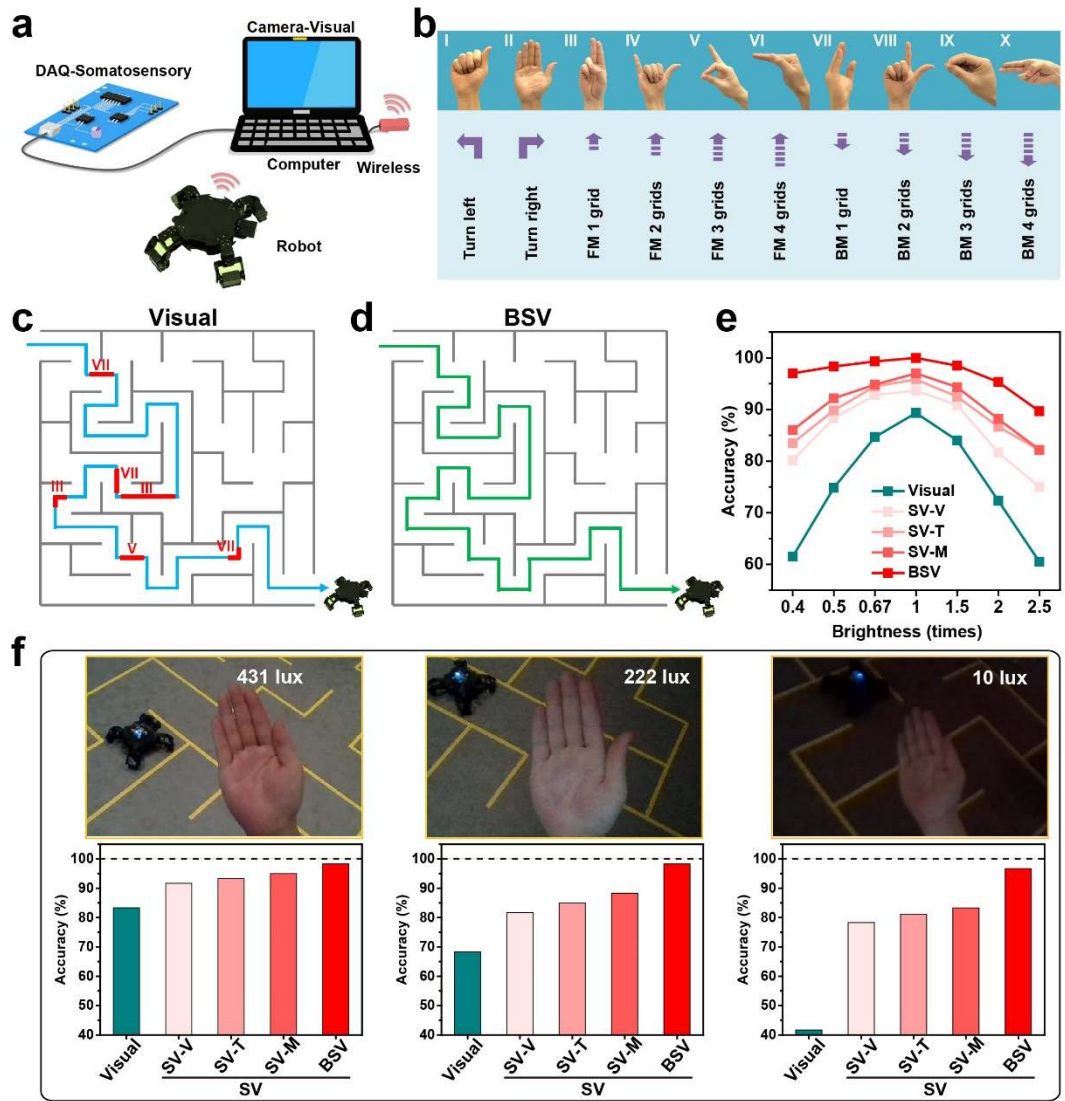 a
Camera-Visual
DAQ-Somatosensory
Computer
Wireless
Robot
b
I II III IV V VI VII VIII IX X
Turn left
Turn right
FM 1 grid
FM 2 grids
FM 3 grids
FM 4 grids
BM 1 grid
BM 2 grids
BM 3 grids
BM 4 grids
c
Visual
VII
VII
III
III
V
VII
d
BSV
e
Accuracy (%)
100
90
80
70
60
Visual
SV-V
SV-T
SV-M
BSV
0.4 0.5 0.67 1 1.5 2 2.5
Brightness (times)
f
431 lux
222 lux
10 lux
Accuracy (%)
100
90
80
70
60
50
40
Visual SV-V SV-T SV-M BSV
SV
Accuracy (%)
100
90
80
70
60
50
40
Visual SV-V SV-T SV-M BSV
SV
Accuracy (%)
100
90
80
70
60
50
40
Visual SV-V SV-T SV-M BSV
SV